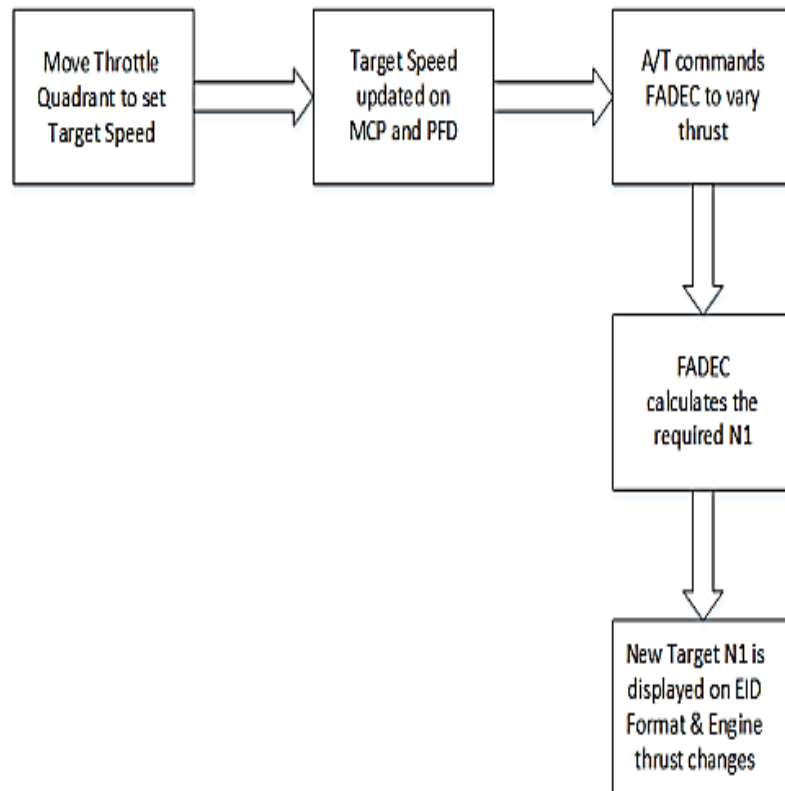 Move Throttle
Quadrant to set
Target Speed
Target Speed
updated on
MCP and PFD
A/T commands
FADEC to vary
thrust
FADEC
calculates the
required N1
New Target N1 is
displayed on EID
Format & Engine
thrust changes